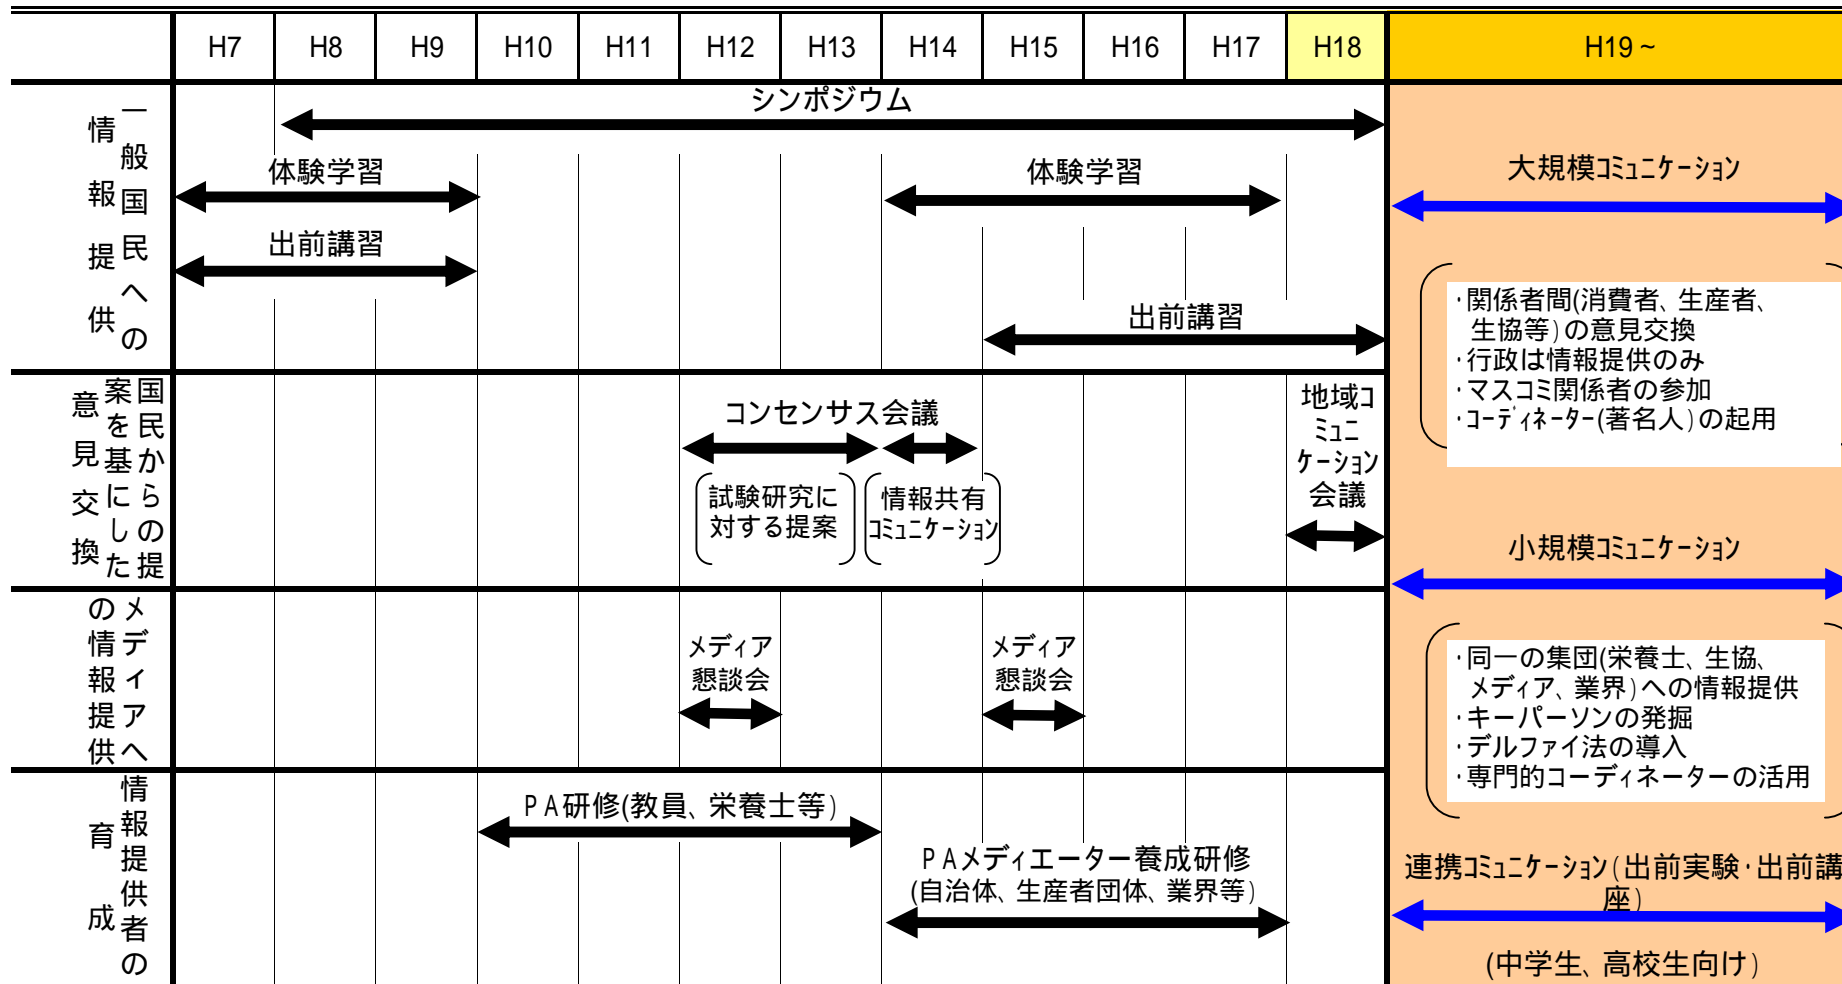 H7 H8 H9 H10 H11 H12 H13 H14 H15 H16 H17 H18 H19～
一般国民への
情報提供
シンポジウム
体験学習
体験学習
出前講習
出前講習
国民からの提
案を基にした
意見交換
コンセンサス会議
試験研究に
対する提案
情報共有
コミュニケーション
地域コ
ミュニ
ケーション
会議
メディアへ
の情報提供
メディア
懇談会
メディア
懇談会
情報提供者の
育成
PA研修(教員、栄養士等)
PAメディエーター養成研修
(自治体、生産者団体、業界等)
大規模コミュニケーション
・関係者間(消費者、生産者、
生協等)の意見交換
・行政は情報提供のみ
・マスコミ関係者の参加
・コーディネーター(著名人)の起用
小規模コミュニケーション
・同一の集団(栄養士、生協、
メディア、業界)への情報提供
・キーパーソンの発掘
・デルファイ法の導入
・専門的コーディネーターの活用
連携コミュニケーション(出前実験・出前講
座)
(中学生、高校生向け)